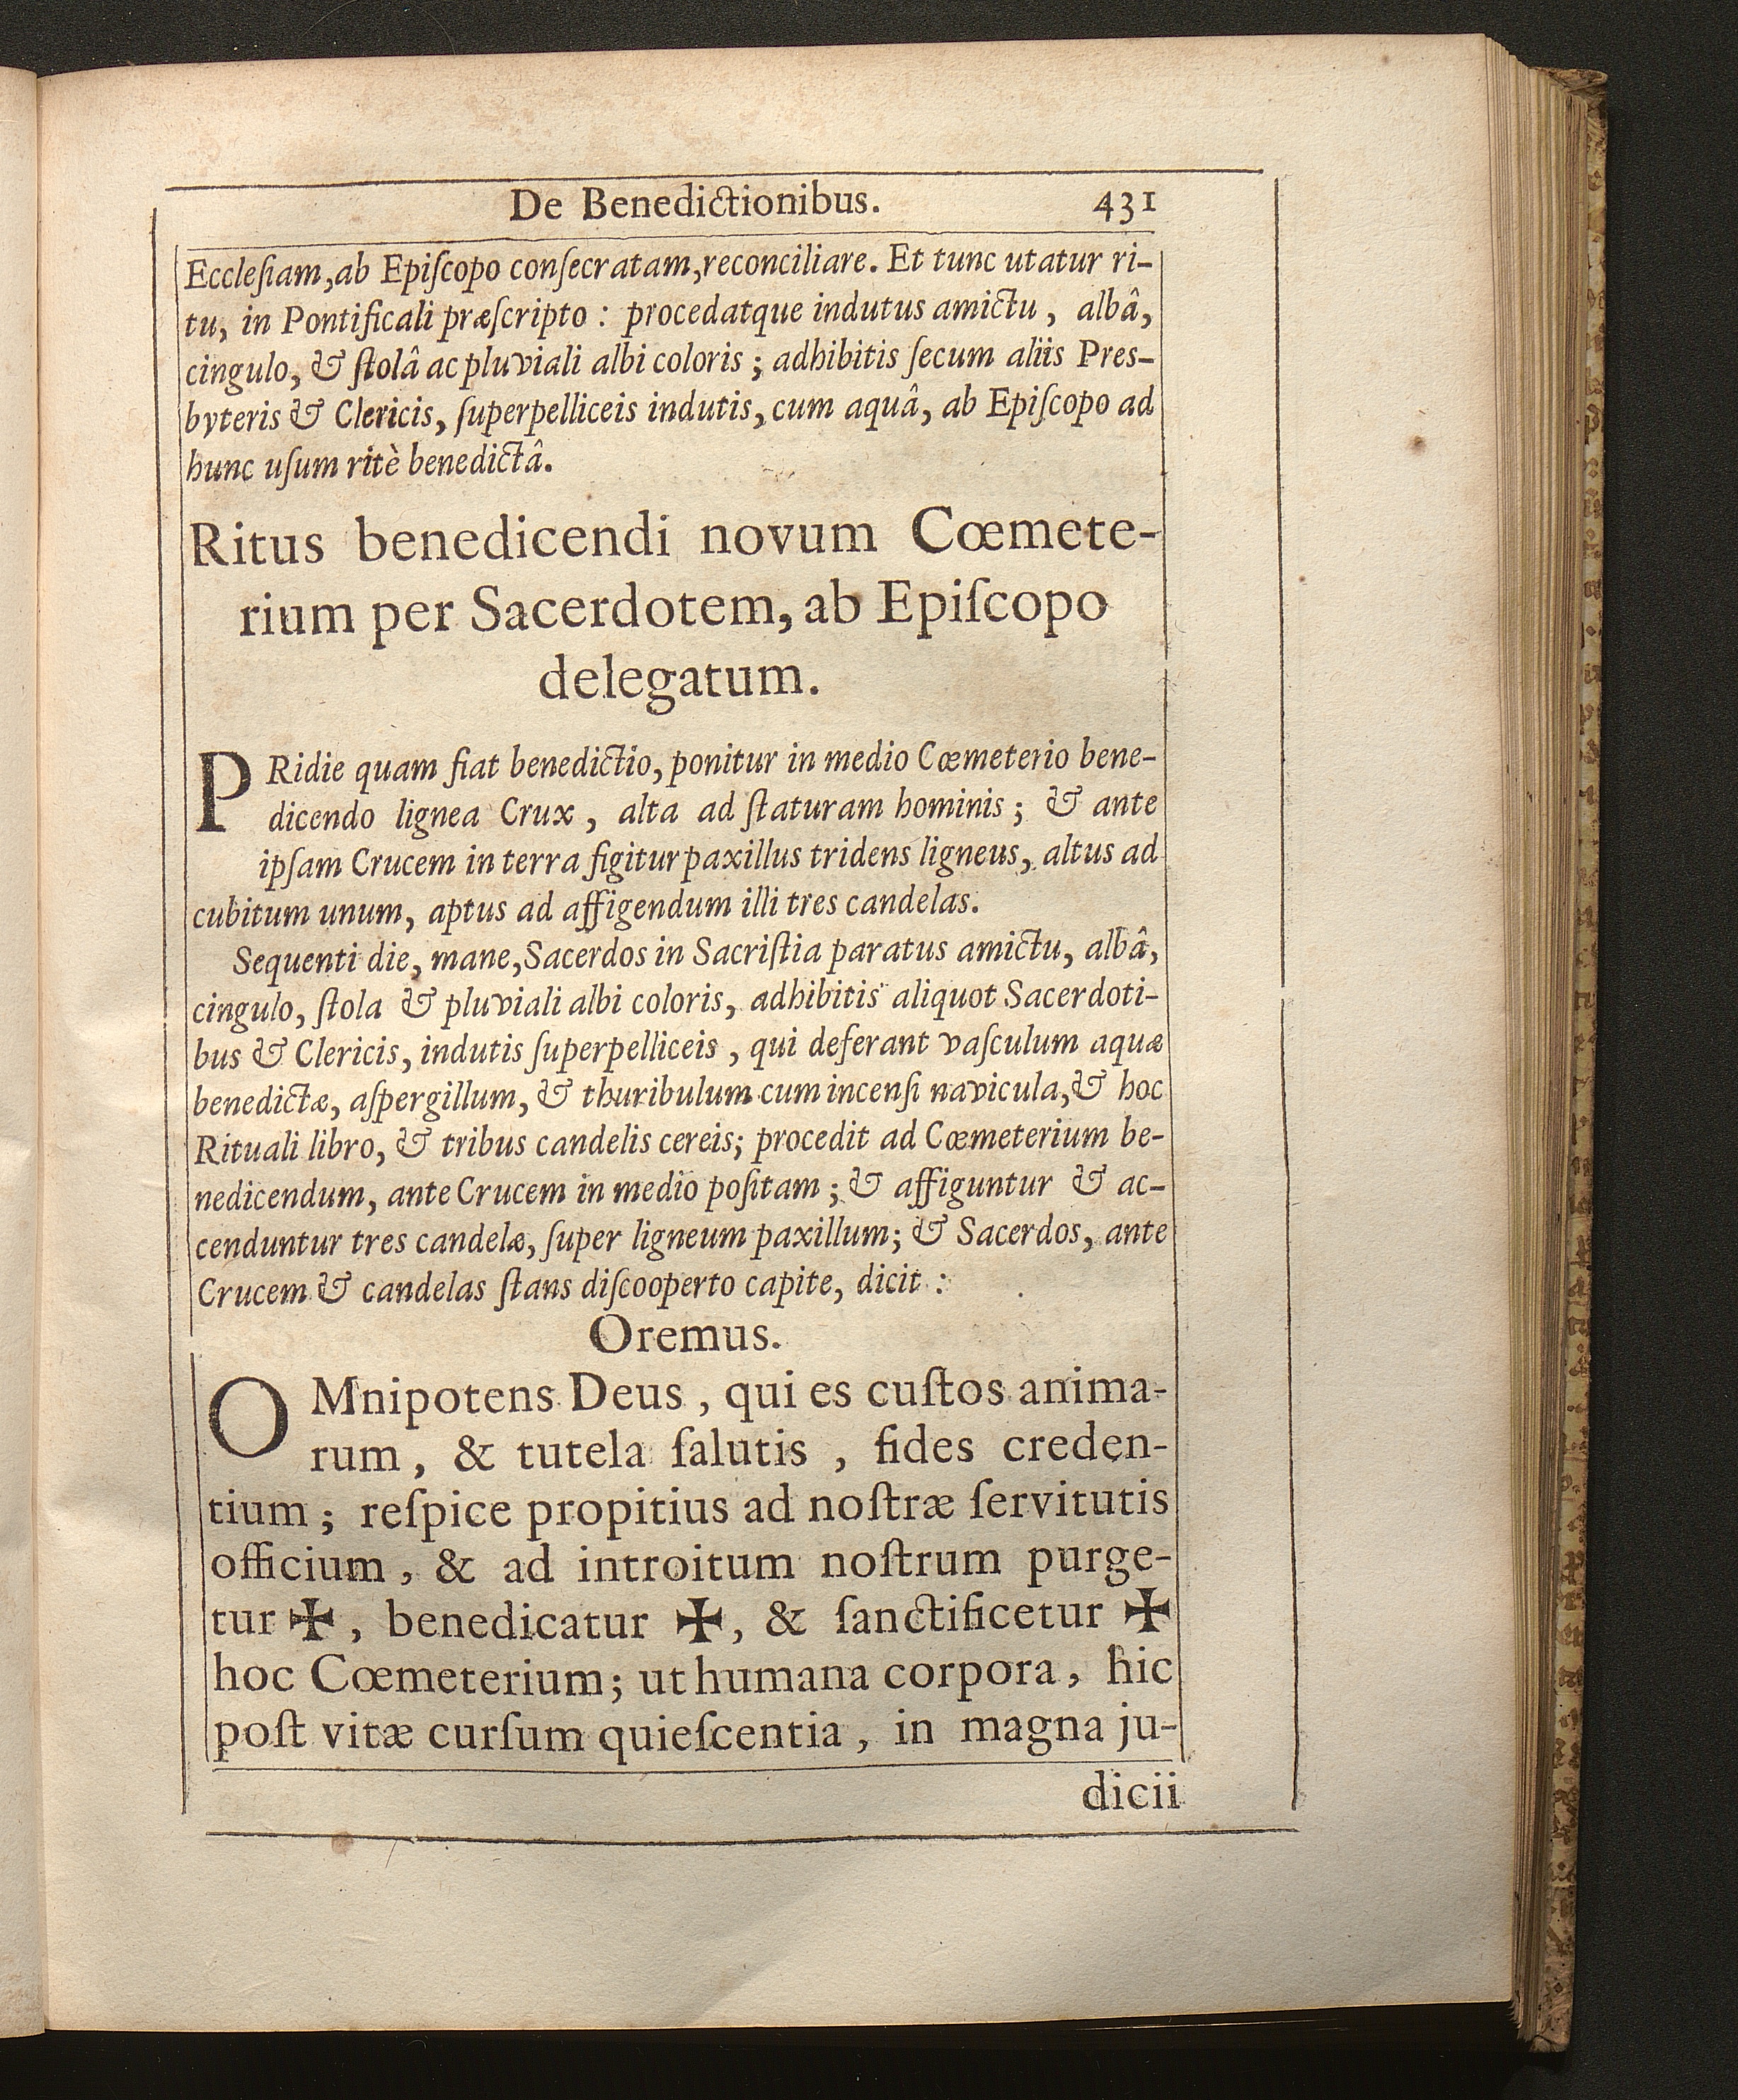 De Benedictionibus. 431
Eccleſiam, ab Epiſcopo conſecratam, reconciliare. Et tunc utatur ri-
tu, in Pontificali præſcripto : procedatque indutus amictu, albâ,
cingulo, & ſtolâ ac pluviali albi coloris ; adhibitis ſecum aliis Pres-
byteris & Clericis, ſuperpelliceis indutis, cum aquâ, ab Epiſcopo ad
hunc uſum ritè benedictâ.
Ritus benedicendi novum Cœmete-
rium per Sacerdotem, ab Epiſcopo
delegatum.
PRidie quam fiat benedictio, ponitur in medio Cœmeterio bene-
dicendo lignea Crux, alta ad ſtaturam hominis ; & ante
ipſam Crucem in terra figitur paxillus tridens ligneus, altus ad
cubitum unum, aptus ad affigendum illi tres candelas.
Sequenti die, mane, Sacerdos in Sacriſtia paratus amictu, albâ,
cingulo, ſtola & pluviali albi coloris, adhibitis aliquot Sacerdoti-
bus & Clericis, indutis ſuperpelliceis, qui deferant vaſculum aquæ
benedictæ, aſpergillum, & thuribulum cum incenſi navicula, & hoc
Rituali libro, & tribus candelis cereis; procedit ad Cœmeterium be-
nedicendum, ante Crucem in medio poſitam ; & affiguntur & ac-
cenduntur tres candelæ, ſuper ligneum paxillum; & Sacerdos, ante
Crucem & candelas ſtans diſcooperto capite, dicit :
Oremus.
OMnipotens Deus, qui es cuſtos anima-
rum, & tutela ſalutis, fides creden-
tium ; reſpice propitius ad noſtræ ſervitutis
officium, & ad introitum noſtrum purge-
tur ✠, benedicatur ✠, & ſanctificetur ✠
hoc Cœmeterium; ut humana corpora, hic
poſt vitæ curſum quieſcentia, in magna ju-
dicii